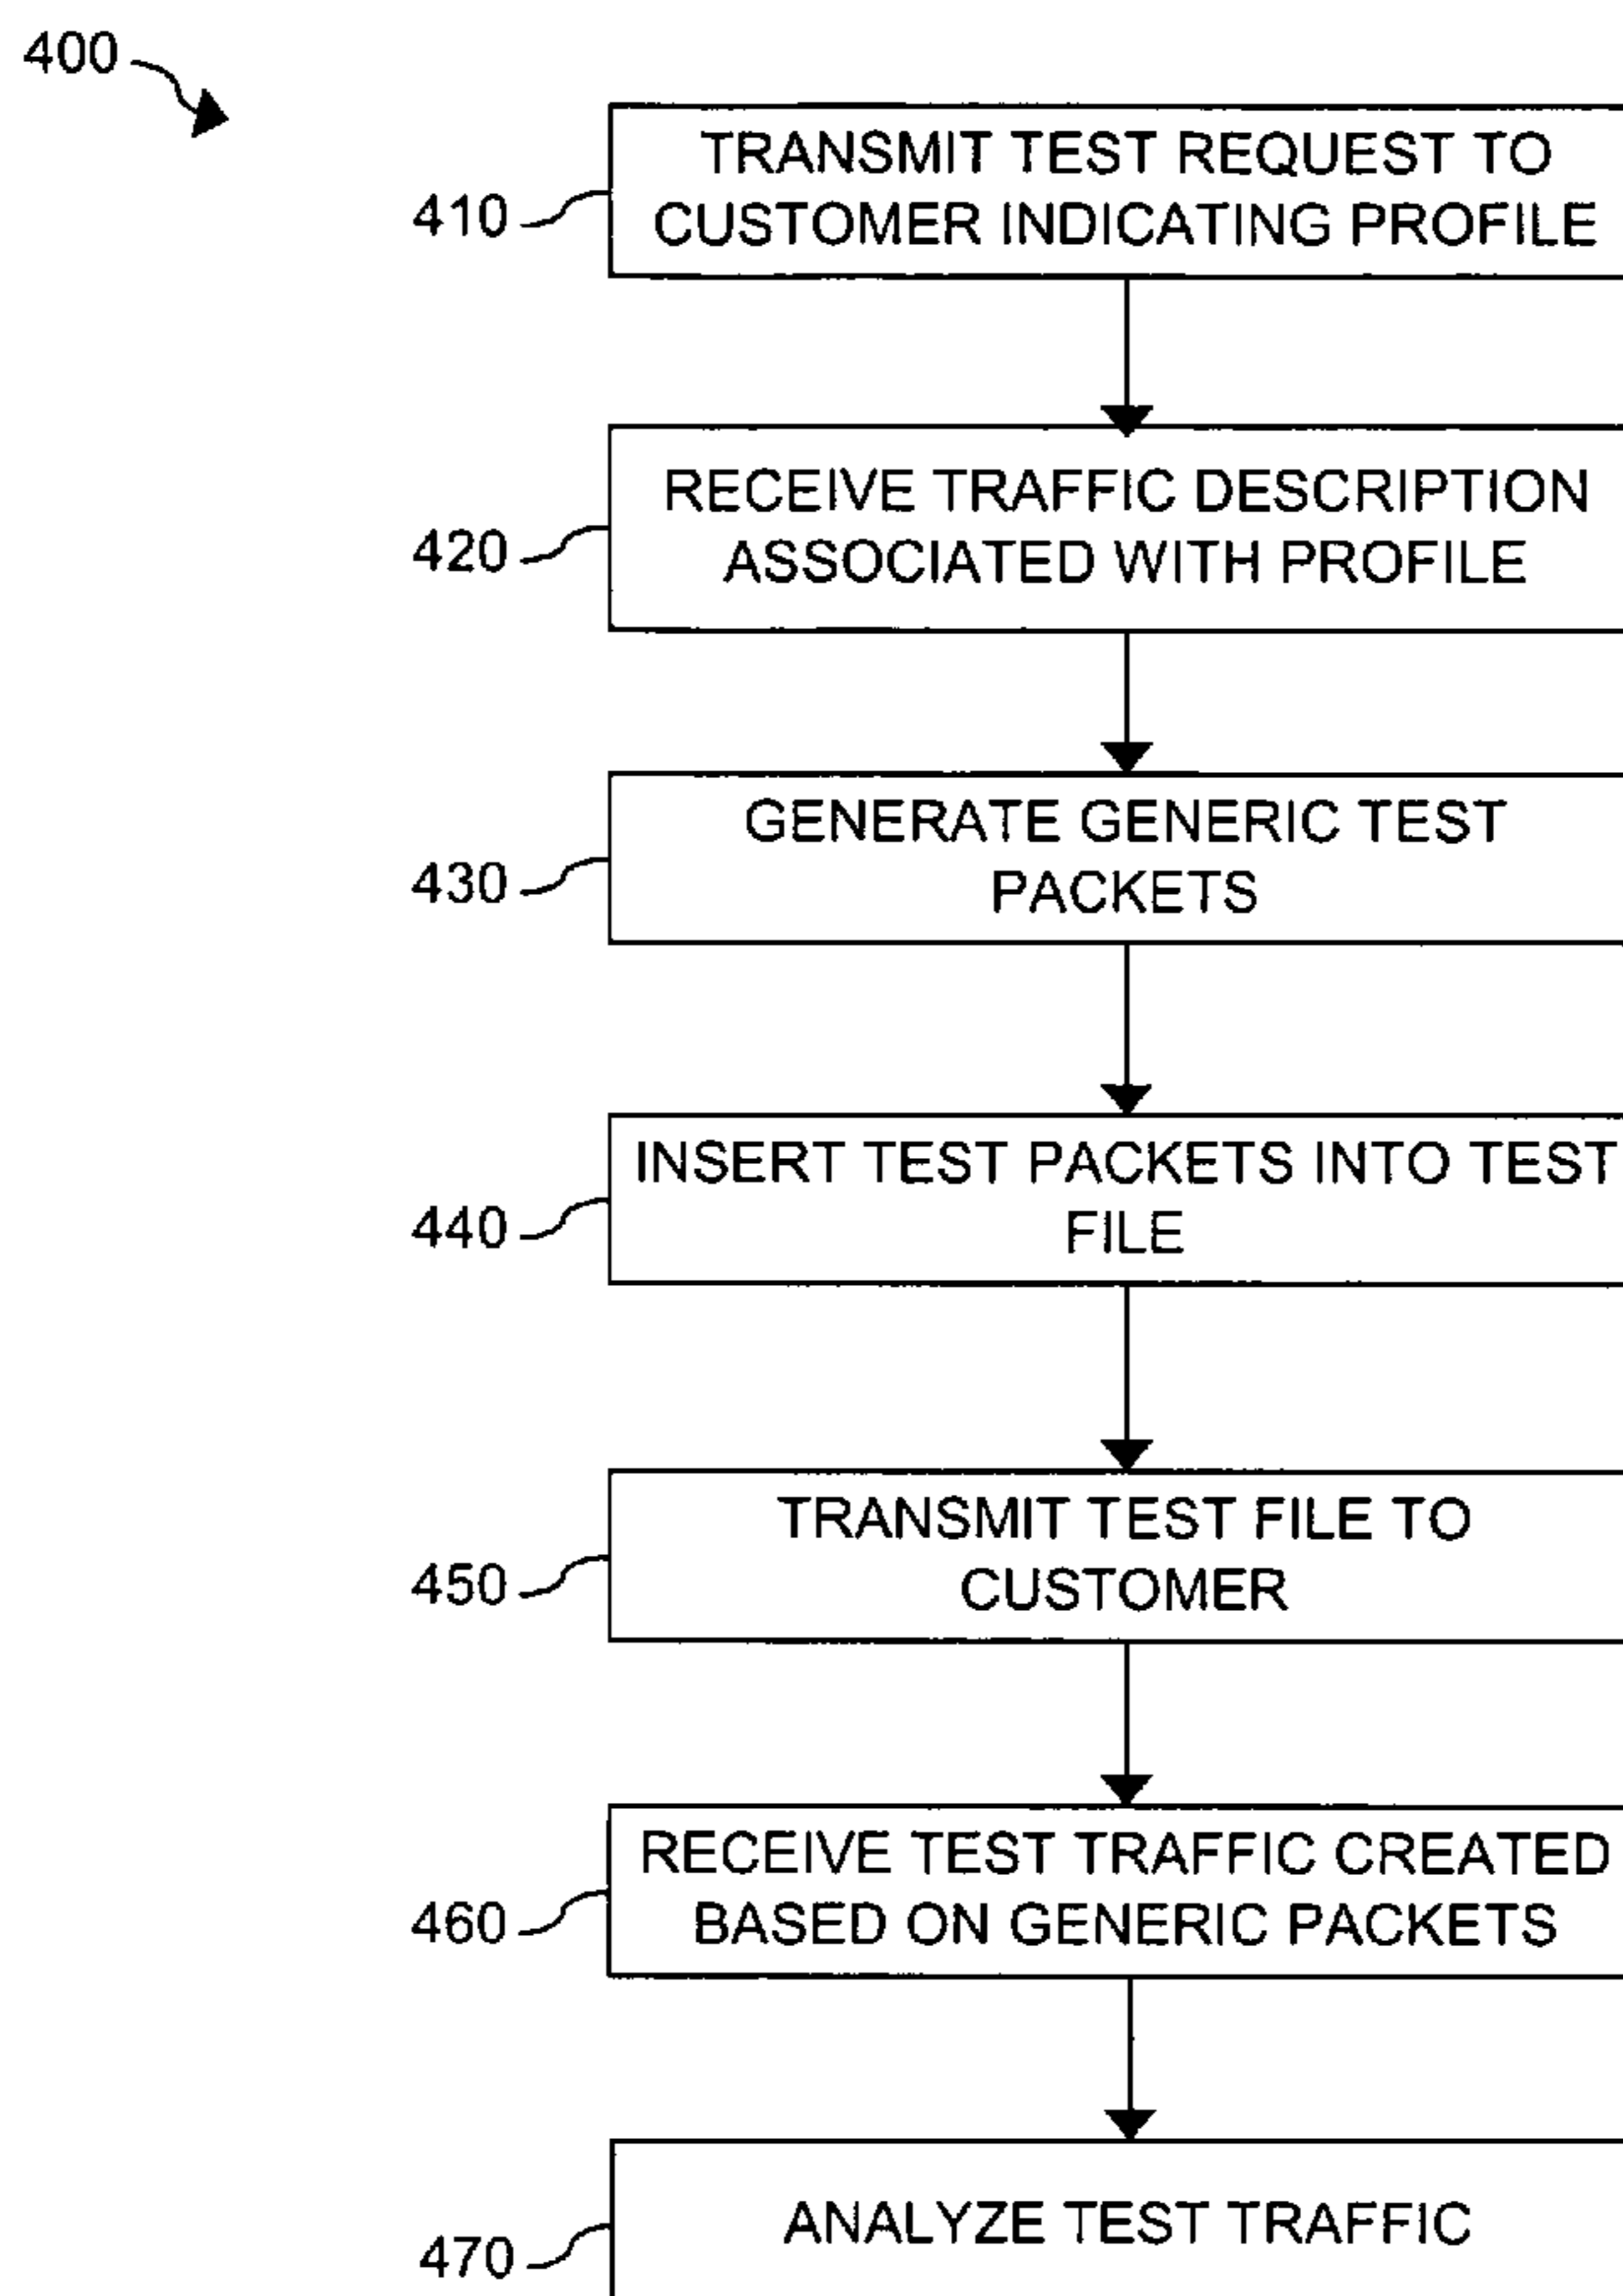 400
TRANSMIT TEST REQUEST TO
CUSTOMER INDICATING PROFILE
410
RECEIVE TRAFFIC DESCRIPTION
ASSOCIATED WITH PROFILE
420
GENERATE GENERIC TEST
PACKETS
430
INSERT TEST PACKETS INTO TEST
FILE
440
TRANSMIT TEST FILE TO
CUSTOMER
450
RECEIVE TEST TRAFFIC CREATED
BASED ON GENERIC PACKETS
460
ANALYZE TEST TRAFFIC
470